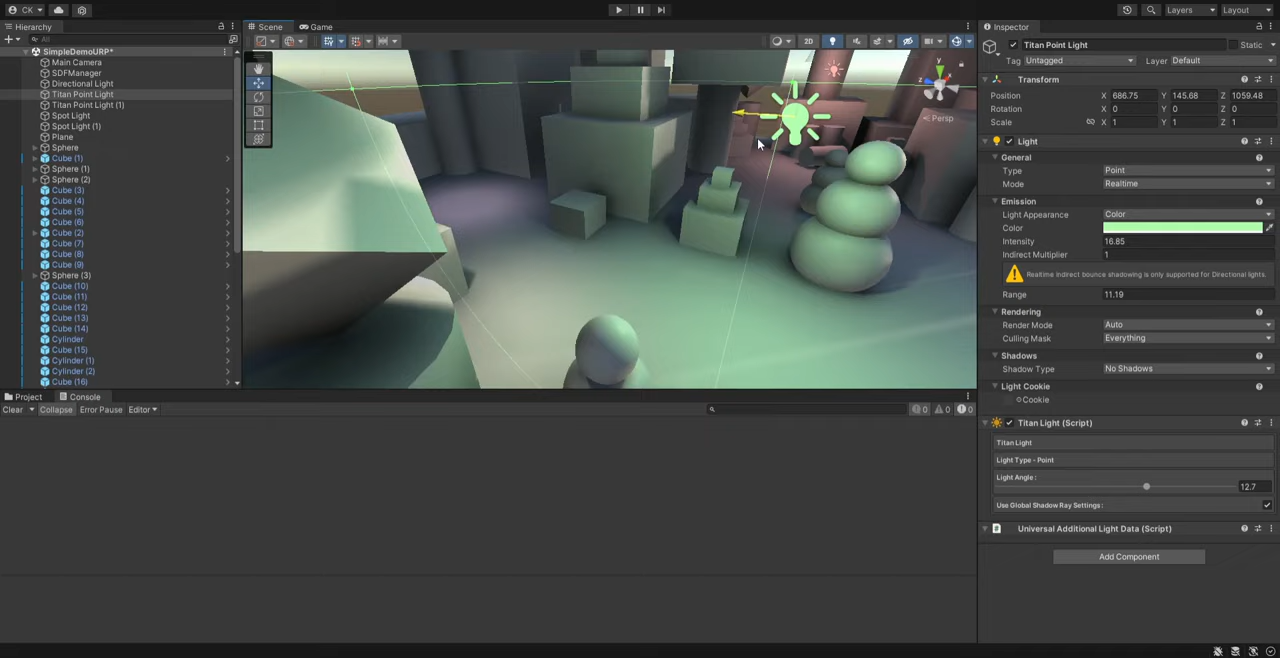 CK
Layers
Layout
Hierarchy
All
SimpleDemoURP*
Main Camera
SDFManager
Directional Light
Titan Point Light
Titan Point Light (1)
Spot Light
Spot Light (1)
Plane
Sphere
Cube (1)
Sphere (1)
Sphere (2)
Cube (3)
Cube (4)
Cube (5)
Cube (6)
Cube (2)
Cube (7)
Cube (8)
Cube (9)
Sphere (3)
Cube (10)
Cube (11)
Cube (12)
Cube (13)
Cube (14)
Cylinder
Cube (15)
Cylinder (1)
Cylinder (2)
Cube (16)
Scene
Game
2D
y
x
Persp
Project
Console
Clear
Collapse
Error Pause
Editor
0
0
0
Inspector
Titan Point Light
Static
Tag Untagged
Layer Default
Transform
Position X 686.75 Y 145.68 Z 1059.48
Rotation X 0 Y 0 Z 0
Scale X 1 Y 1 Z 1
Light
General
Type Point
Mode Realtime
Emission
Light Appearance Color
Color
Intensity 16.85
Indirect Multiplier 1
Realtime indirect bounce shadowing is only supported for Directional lights.
Range 11.19
Rendering
Render Mode Auto
Culling Mask Everything
Shadows
Shadow Type No Shadows
Light Cookie
Cookie
Titan Light (Script)
Titan Light
Light Type - Point
Light Angle :
12.7
Use Global Shadow Ray Settings :
Universal Additional Light Data (Script)
Add Component